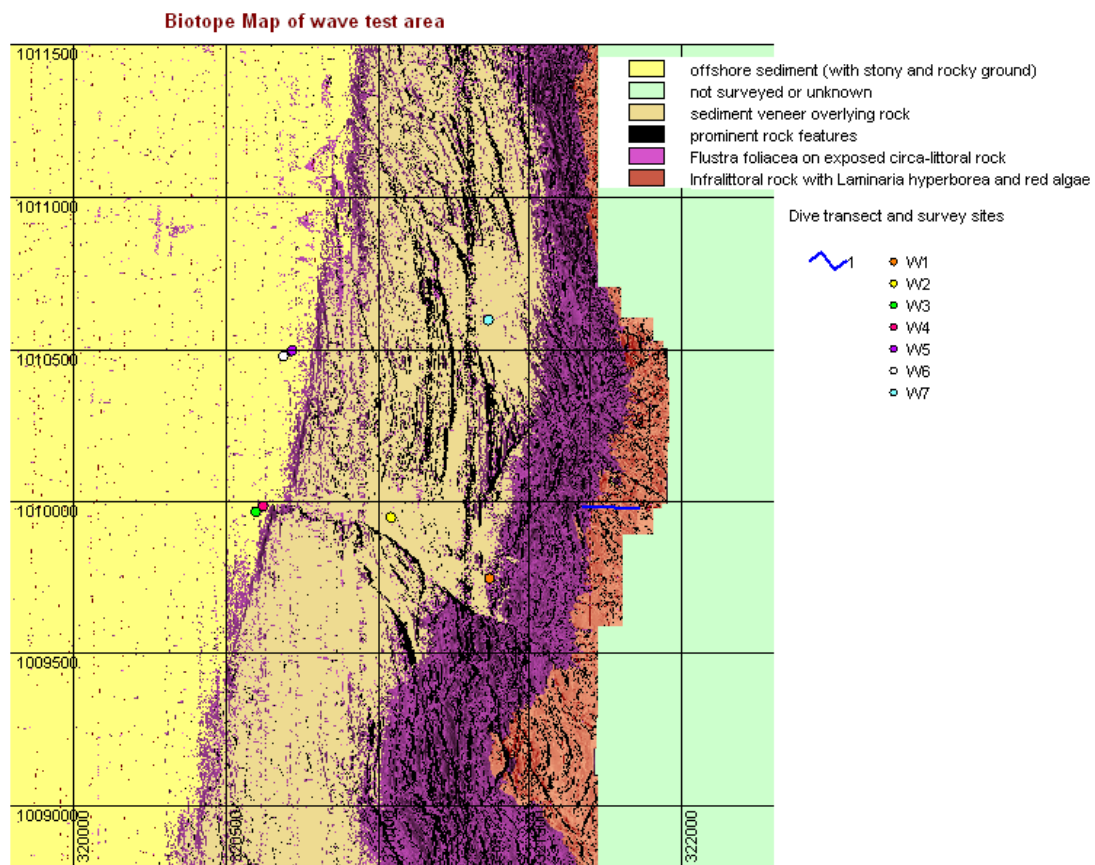 Biotope Map of wave test area
1011500
1011000
1010500
1010000
1009500
1009000
320000
320500
322000
offshore sediment (with stony and rocky ground)
not surveyed or unknown
sediment veneer overlying rock
prominent rock features
Flustra foliacea on exposed circa-littoral rock
Infralittoral rock with Laminaria hyperborea and red algae
Dive transect and survey sites
1
W1
W2
W3
W4
W5
W6
W7